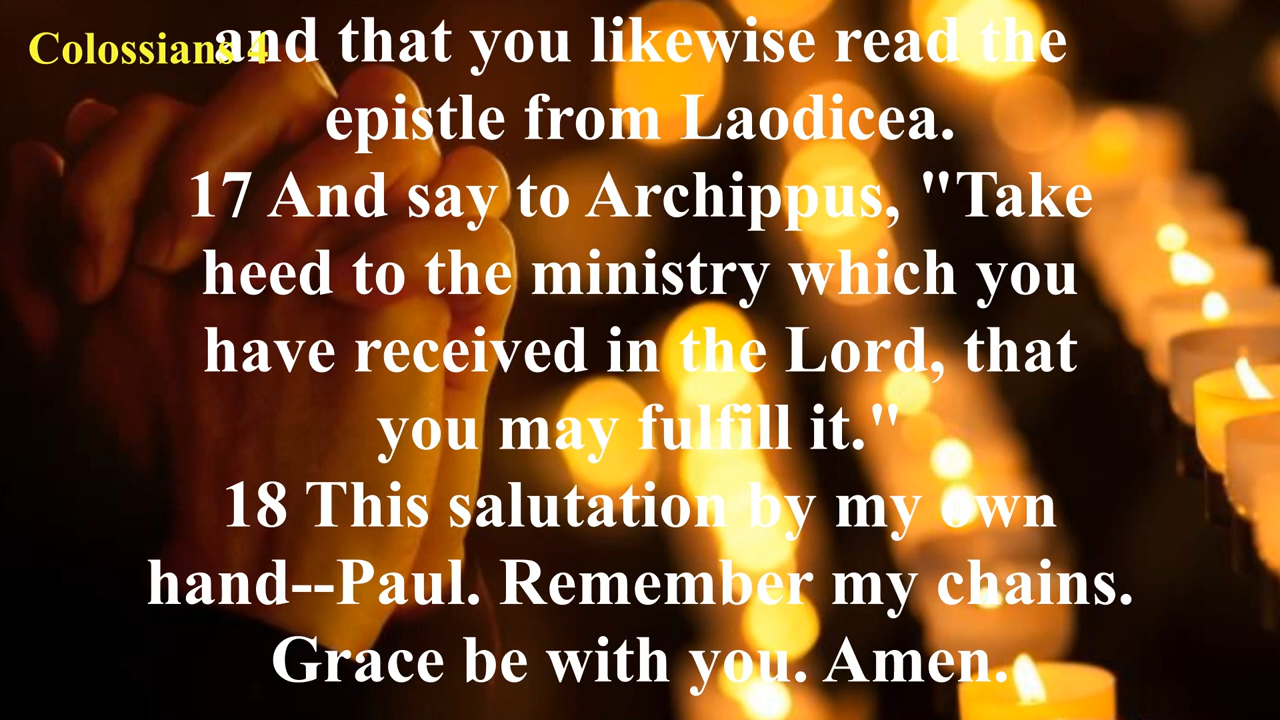 Colossians 4
and that you likewise read the
epistle from Laodicea.
17 And say to Archippus, "Take
heed to the ministry which you
have received in the Lord, that
you may fulfill it."
18 This salutation by my own
hand--Paul. Remember my chains.
Grace be with you. Amen.